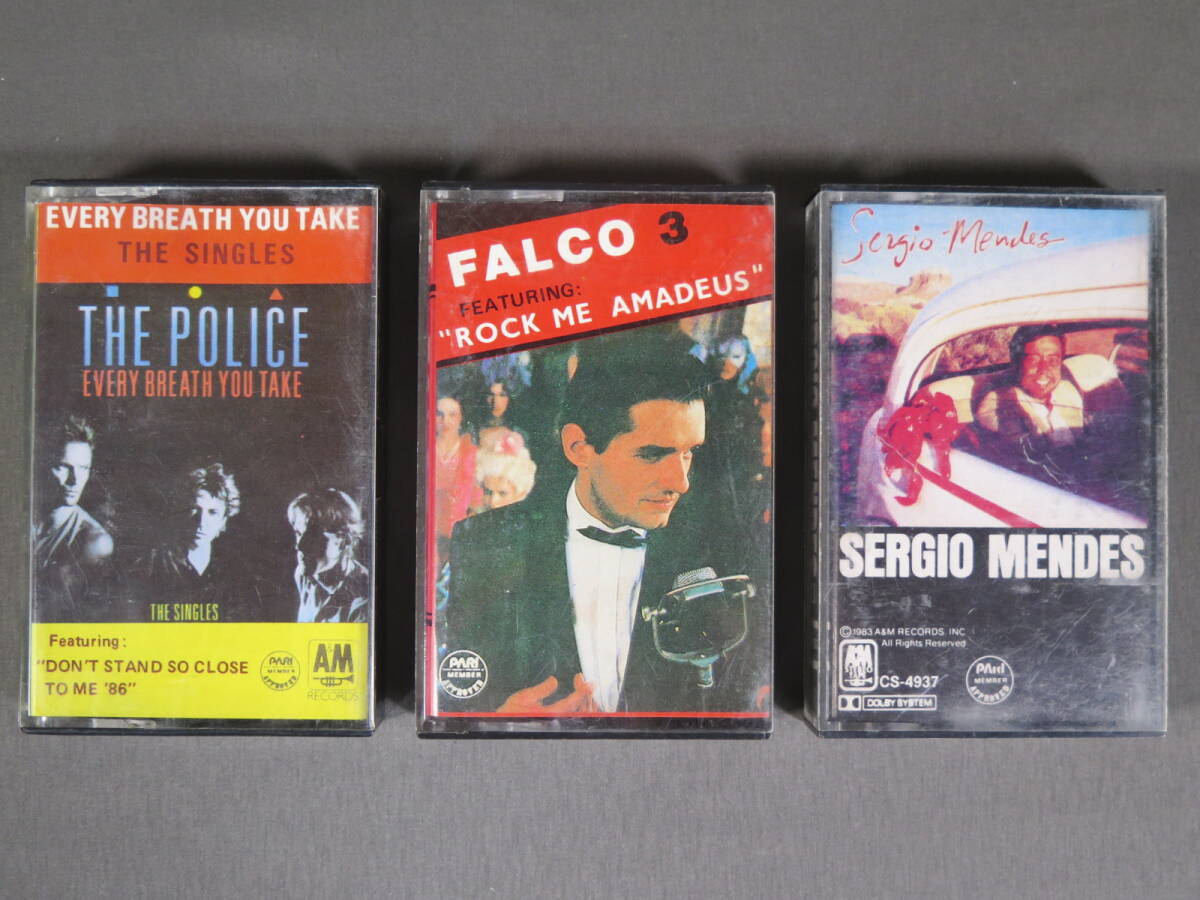 EVERY BREATH YOU TAKE
THE SINGLES
THE POLICE
EVERY BREATH YOU TAKE
THE SINGLES
Featuring:
"DON'T STAND SO CLOSE
TO ME '86"
PARI
MEMBER
APPROVED
A&M
RECORDS
FALCO 3
FEATURING:
"ROCK ME AMADEUS"
PARI
MEMBER
APPROVED
Sergio Mendes
SERGIO MENDES
©1983 A&M RECORDS, INC
All Rights Reserved
A&M
CS-4937
DOLBY SYSTEM
PARI
MEMBER
APPROVED